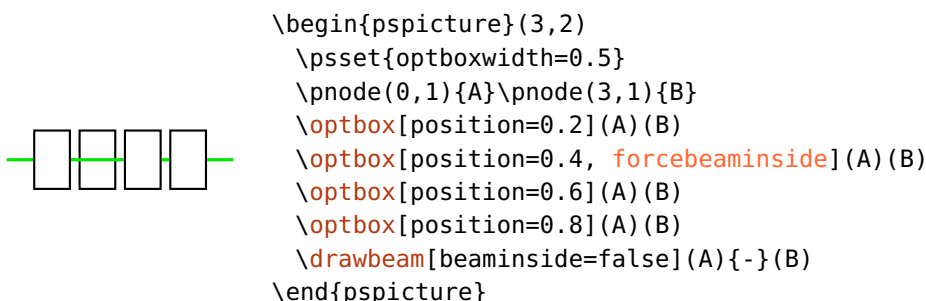 \begin{pspicture}(3,2)
\psset{optboxwidth=0.5}
\pnode(0,1){A}\pnode(3,1){B}
\optbox[position=0.2](A)(B)
\optbox[position=0.4, forcebeaminside](A)(B)
\optbox[position=0.6](A)(B)
\optbox[position=0.8](A)(B)
\drawbeam[beaminside=false](A){-}(B)
\end{pspicture}